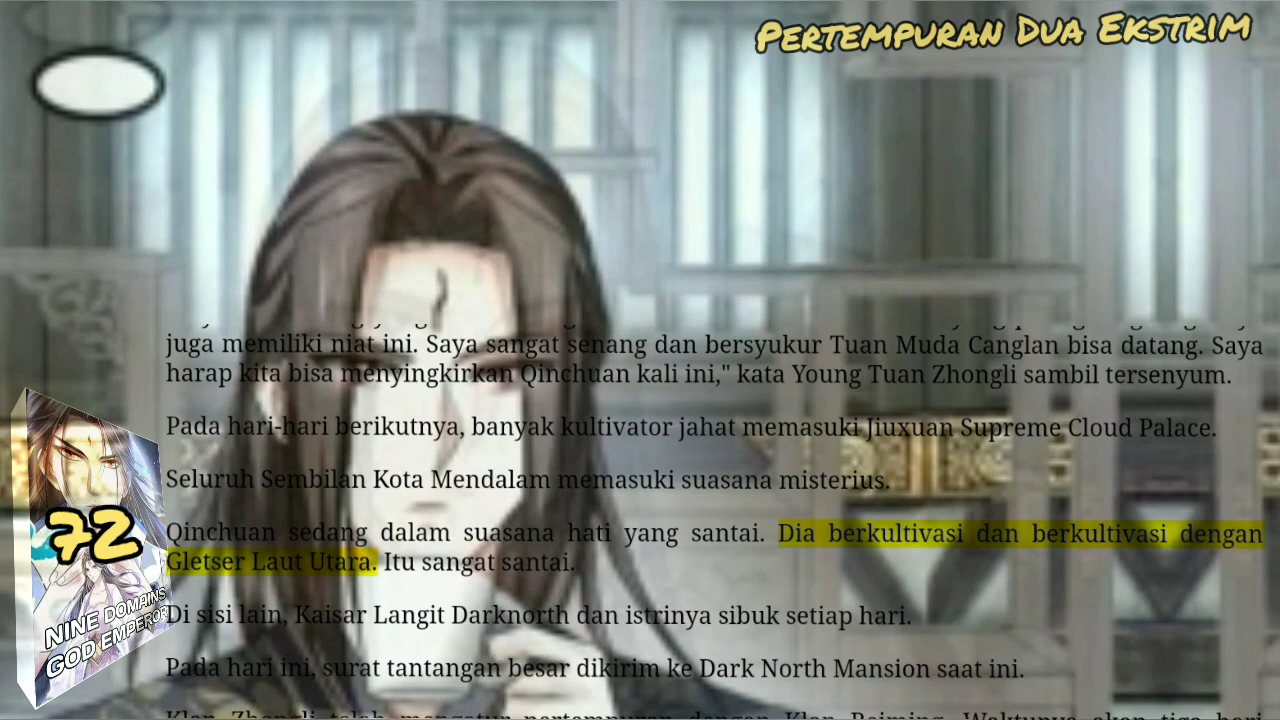 Pertempuran Dua Ekstrim
juga memiliki niat ini. Saya sangat senang dan bersyukur Tuan Muda Canglan bisa datang. Saya
harap kita bisa menyingkirkan Qinchuan kali ini," kata Young Tuan Zhongli sambil tersenyum.
Pada hari-hari berikutnya, banyak kultivator jahat memasuki Jiuxuan Supreme Cloud Palace.
Seluruh Sembilan Kota Mendalam memasuki suasana misterius.
Qinchuan sedang dalam suasana hati yang santai. Dia berkultivasi dan berkultivasi dengan
Gletser Laut Utara. Itu sangat santai.
Di sisi lain, Kaisar Langit Darknorth dan istrinya sibuk setiap hari.
Pada hari ini, surat tantangan besar dikirim ke Dark North Mansion saat ini.
72
NINE DOMAINS
GOD EMPEROR